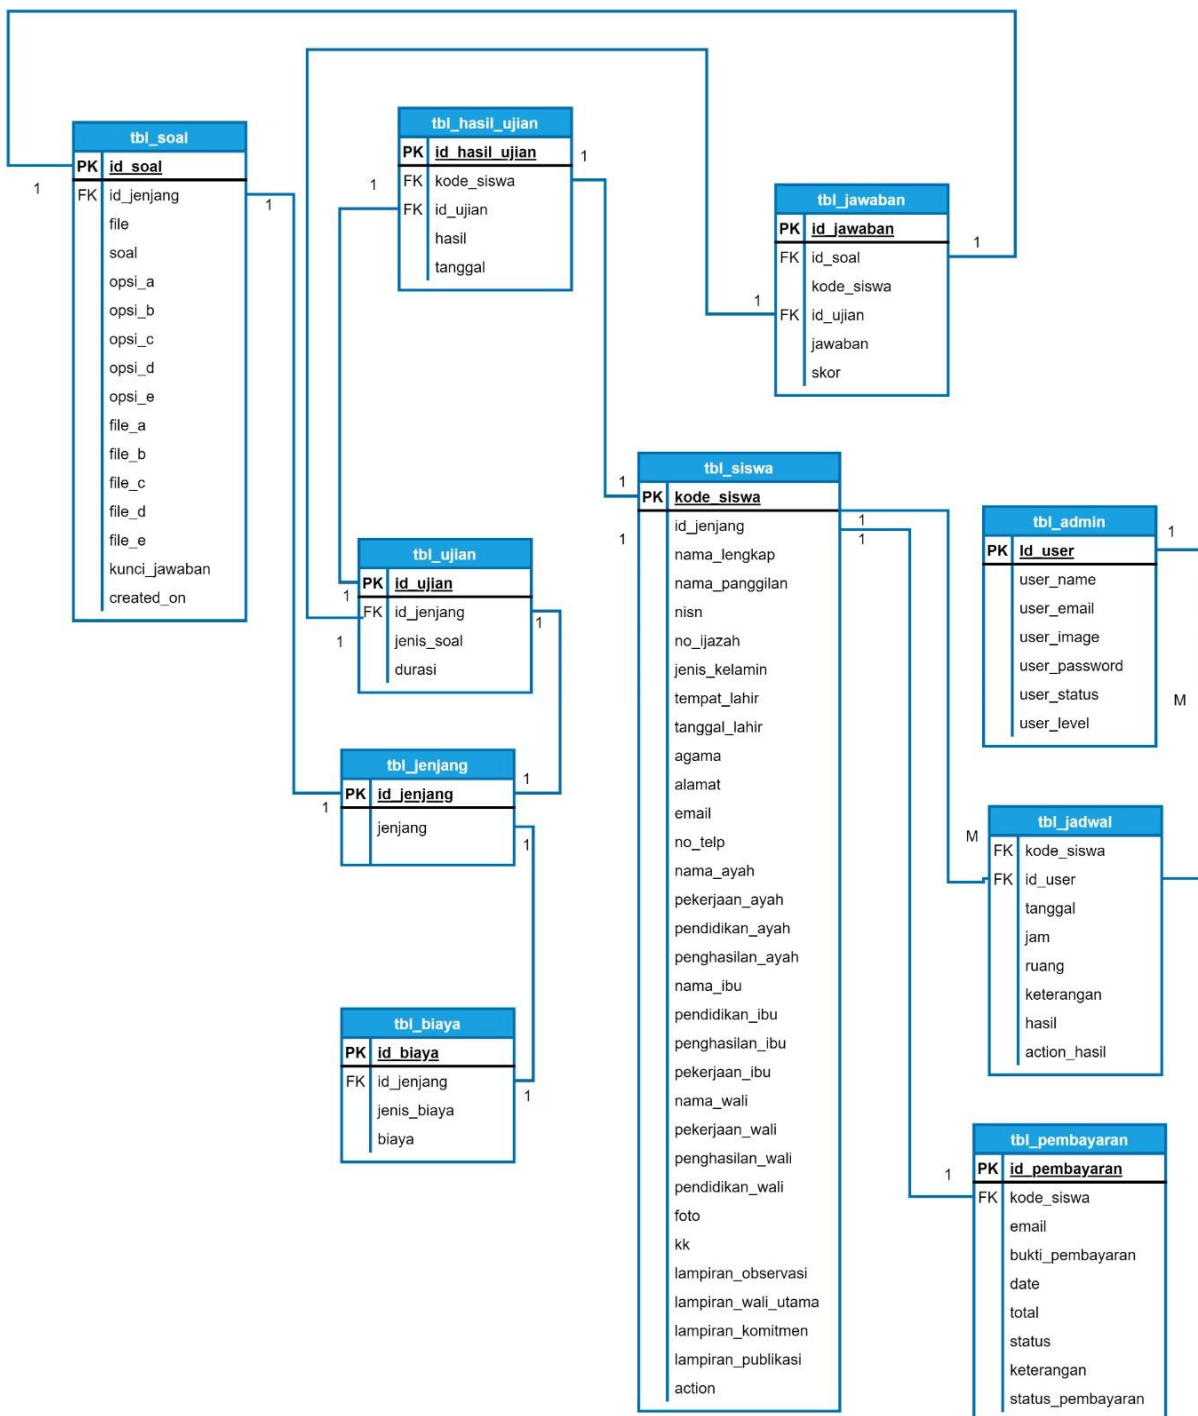 tbl_soal
PK id_soal
FK id_jenjang
file
soal
opsi_a
opsi_b
opsi_c
opsi_d
opsi_e
file_a
file_b
file_c
file_d
file_e
kunci_jawaban
created_on
1
1
tbl_hasil_ujian
PK id_hasil_ujian
FK kode_siswa
FK id_ujian
hasil
tanggal
1
1
tbl_jawaban
PK id_jawaban
FK id_soal
kode_siswa
FK id_ujian
jawaban
skor
1
1
tbl_ujian
PK id_ujian
FK id_jenjang
jenis_soal
durasi
1
1
1
tbl_jenjang
PK id_jenjang
jenjang
1
1
1
tbl_biaya
PK id_biaya
FK id_jenjang
jenis_biaya
biaya
1
tbl_siswa
PK kode_siswa
id_jenjang
nama_lengkap
nama_panggilan
nisn
no_ijazah
jenis_kelamin
tempat_lahir
tanggal_lahir
agama
alamat
email
no_telp
nama_ayah
pekerjaan_ayah
pendidikan_ayah
penghasilan_ayah
nama_ibu
pendidikan_ibu
penghasilan_ibu
pekerjaan_ibu
nama_wali
pekerjaan_wali
penghasilan_wali
pendidikan_wali
foto
kk
lampiran_observasi
lampiran_wali_utama
lampiran_komitmen
lampiran_publikasi
action
1
1
1
1
tbl_admin
PK Id_user
user_name
user_email
user_image
user_password
user_status
user_level
1
M
tbl_jadwal
FK kode_siswa
FK id_user
tanggal
jam
ruang
keterangan
hasil
action_hasil
M
tbl_pembayaran
PK id_pembayaran
FK kode_siswa
email
bukti_pembayaran
date
total
status
keterangan
status_pembayaran
1